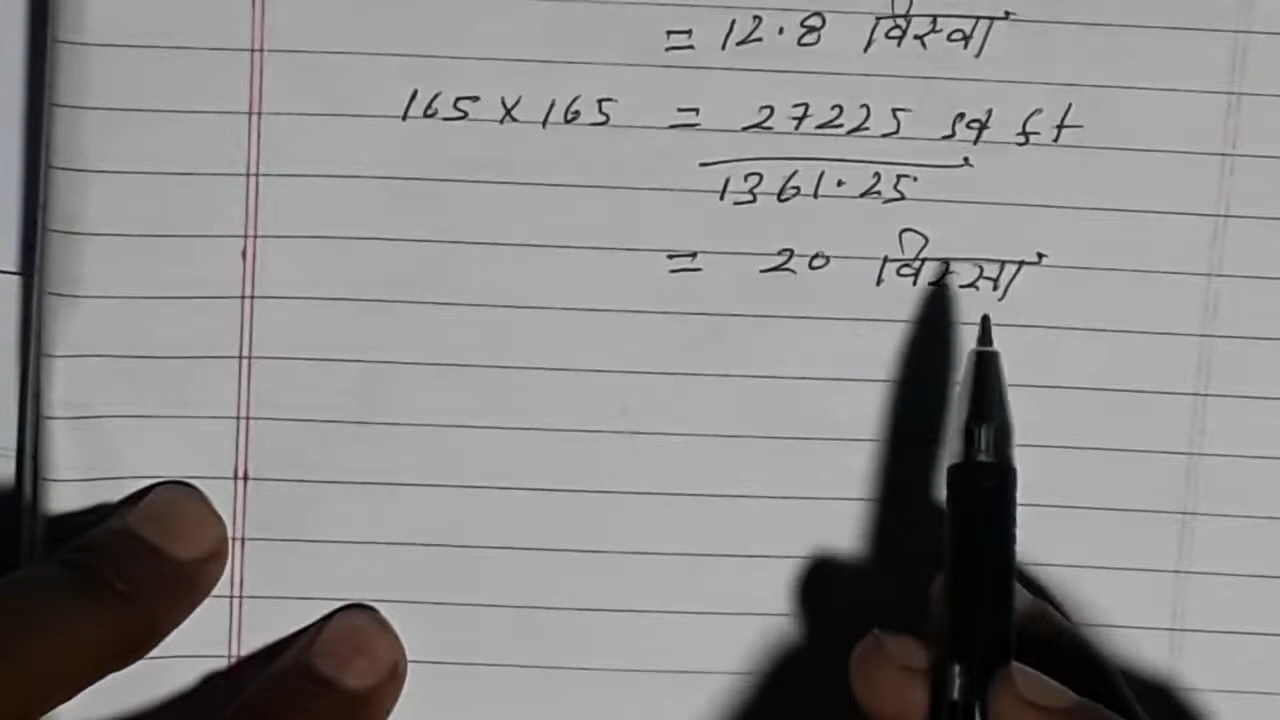 = 12.8 विस्वा
165 × 165 = 27225 sq ft
1361.25
= 20 विस्सा